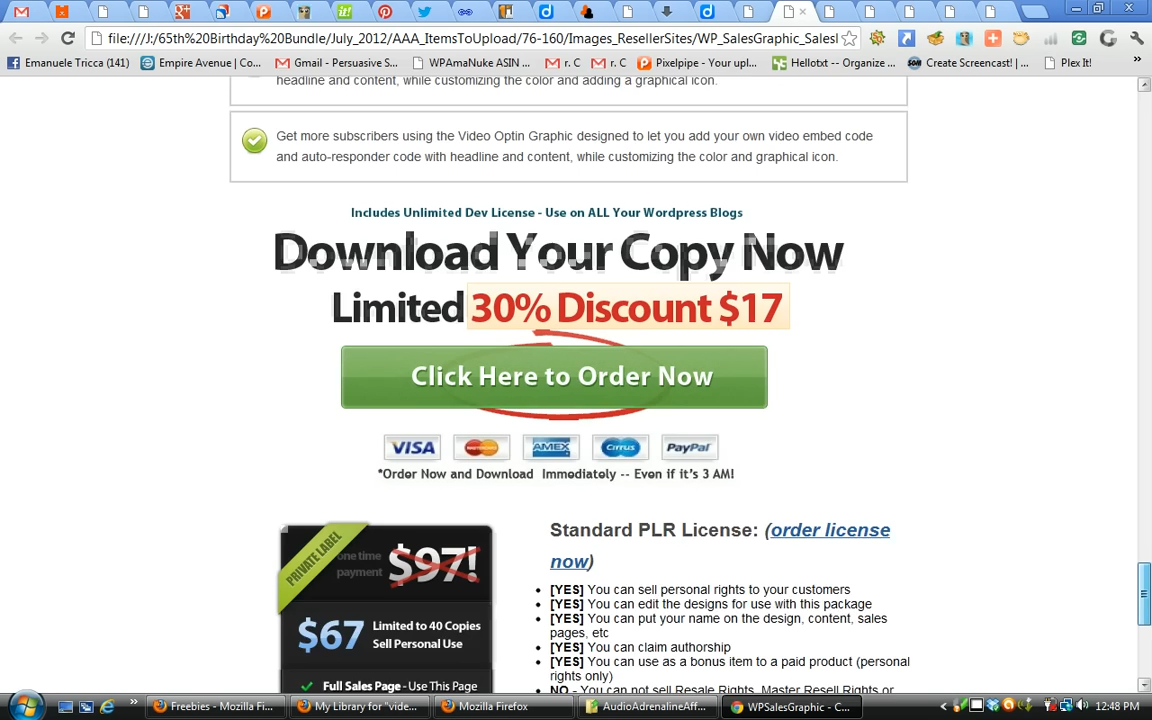 file:///J:/65th%20Birthday%20Bundle/July_2012/AAA_ItemsToUpload/76-160/Images_ResellerSites/WP_SalesGraphic_Salesl
Emanuele Tricca (141)
Empire Avenue | Co...
Gmail - Persuasive S...
WPAmaNuke ASIN ...
r. C
r. C
Pixelpipe - Your upl...
Hellotxt -- Organize ...
Create Screencast! | ...
Plex It!
headline and content, while customizing the color and adding a graphical icon.
Get more subscribers using the Video Optin Graphic designed to let you add your own video embed code
and auto-responder code with headline and content, while customizing the color and graphical icon.
Includes Unlimited Dev License - Use on ALL Your Wordpress Blogs
Download Your Copy Now
Limited 30% Discount $17
Click Here to Order Now
VISA
AMEX
Cirrus
PayPal
*Order Now and Download Immediately -- Even if it's 3 AM!
PRIVATE LABEL
one time
payment
$97!
$67
Limited to 40 Copies
Sell Personal Use
Full Sales Page - Use This Page
Standard PLR License: (order license
now)
[YES] You can sell personal rights to your customers
[YES] You can edit the designs for use with this package
[YES] You can put your name on the design, content, sales
pages, etc
[YES] You can claim authorship
[YES] You can use as a bonus item to a paid product (personal
rights only)
NO - You can not sell Resale Rights, Master Resell Rights or
Freebies - Mozilla Fi...
My Library for "vide...
Mozilla Firefox
AudioAdrenalineAff...
WPSalesGraphic - C...
12:48 PM